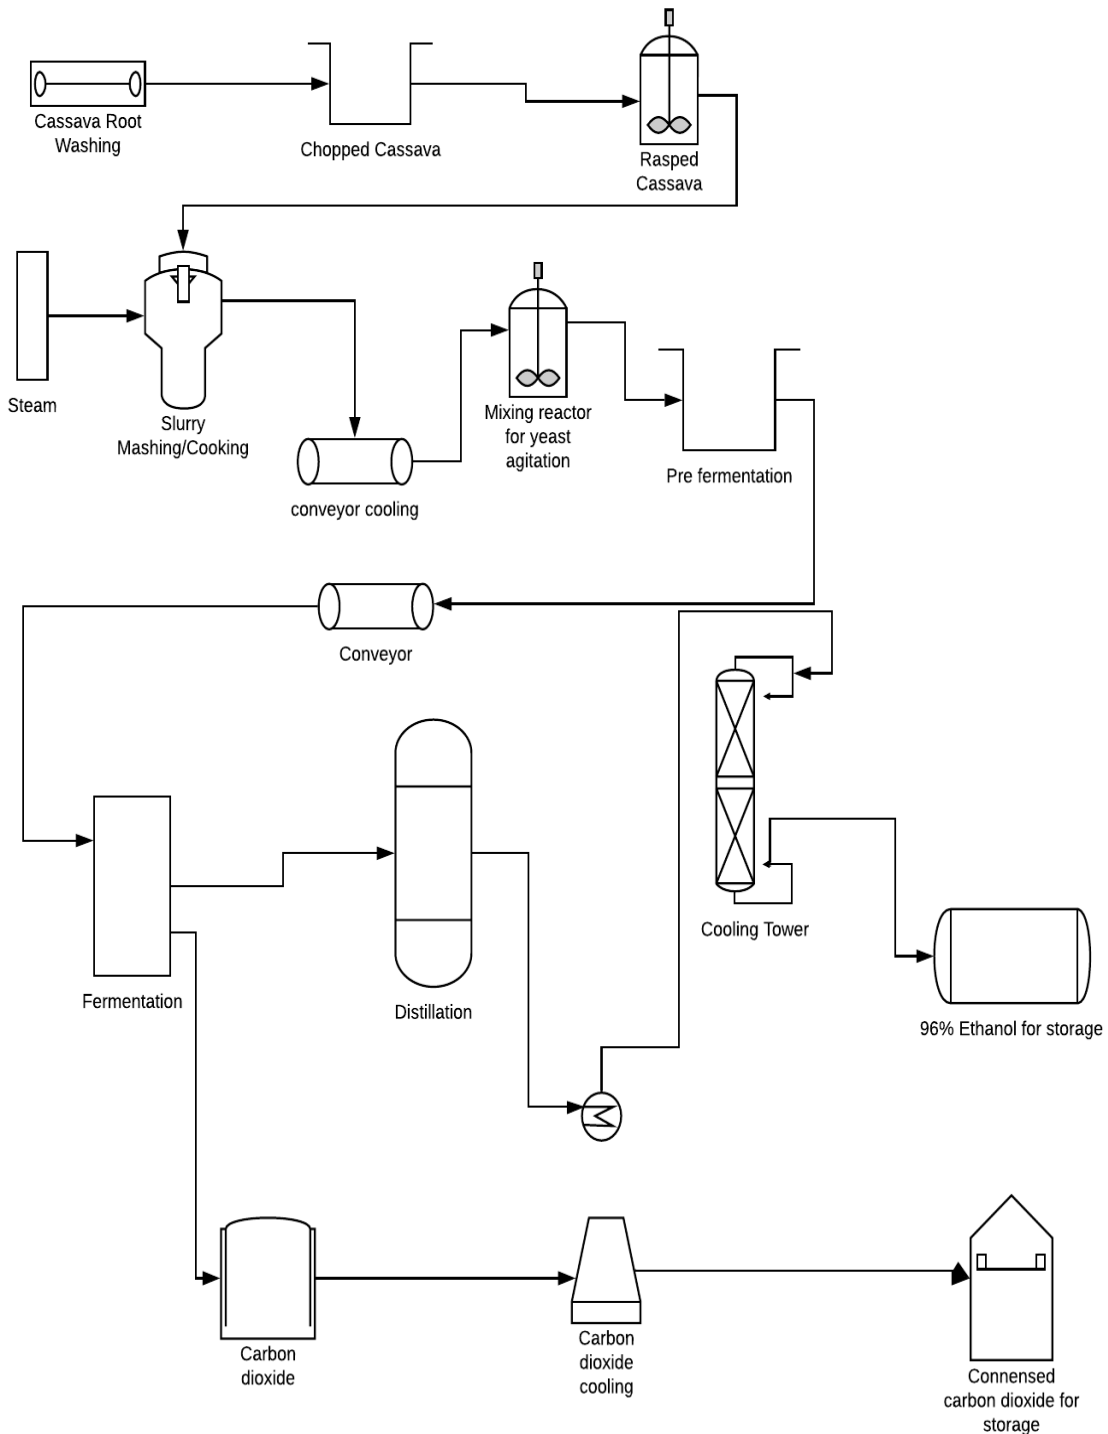 Cassava Root
Washing
Chopped Cassava
Rasped
Cassava
Steam
Slurry
Mashing/Cooking
conveyor cooling
Mixing reactor
for yeast
agitation
Pre fermentation
Conveyor
Cooling Tower
Fermentation
Distillation
96% Ethanol for storage
Carbon
dioxide
Carbon
dioxide
cooling
Connensed
carbon dioxide for
storage